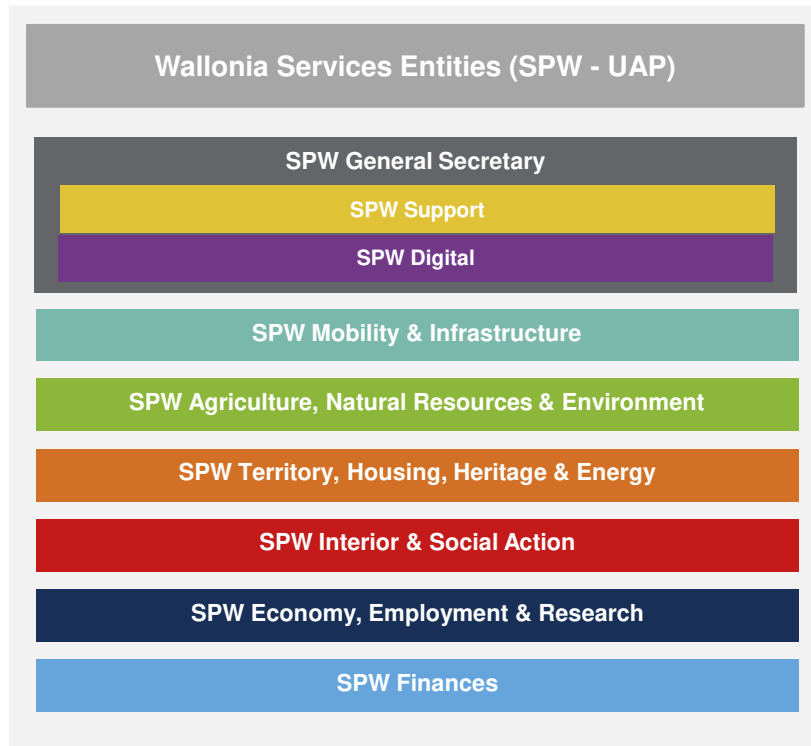 Wallonia Services Entities (SPW - UAP)
SPW General Secretary
SPW Support
SPW Digital
SPW Mobility & Infrastructure
SPW Agriculture, Natural Resources & Environment
SPW Territory, Housing, Heritage & Energy
SPW Interior & Social Action
SPW Economy, Employment & Research
SPW Finances